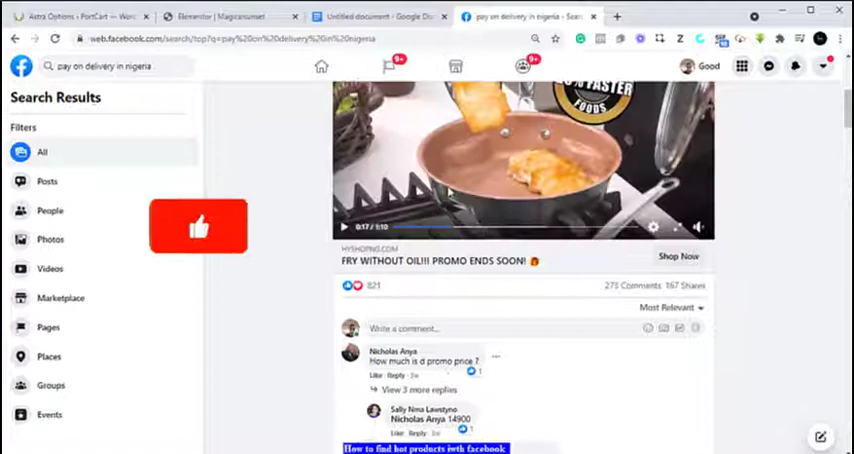 Astra Options ‹ PortCart — Word
Elementor | Magicsunset
Untitled document - Google Do
pay on delivery in nigeria - Sear
web.facebook.com/search/top?q=pay%20on%20delivery%20in%20nigeria
pay on delivery in nigeria
9+
9+
Good
Search Results
Filters
All
Posts
People
Photos
Videos
Marketplace
Pages
Places
Groups
Events
% FASTER
FOODS
HYSHOPNG.COM
FRY WITHOUT OIL!!! PROMO ENDS SOON!
Shop Now
821
273 Comments 167 Shares
Most Relevant
Write a comment...
Nicholas Anya
How much is d promo price ?
Like · Reply · 3w
1
View 3 more replies
Sally Nma Lawstyno
Nicholas Anya 14900
Like · Reply · 3w
1
How to find hot products iwth facebook